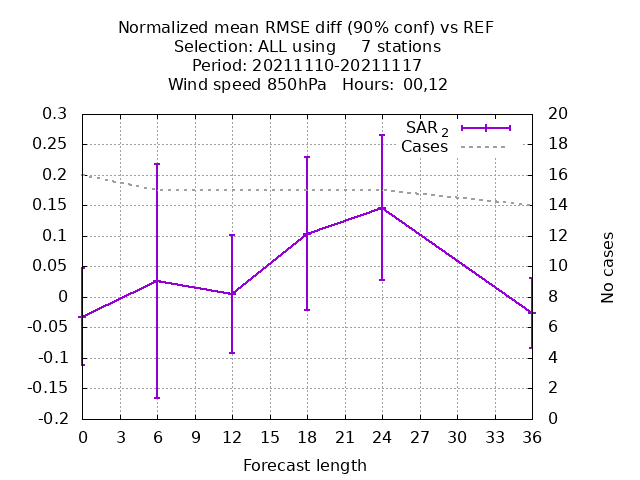 Normalized mean RMSE diff (90% conf) vs REF
Selection: ALL using     7 stations
Period: 20211110-20211117
Wind speed 850hPa   Hours:  00,12
SAR 2
Cases
0.3
0.25
0.2
0.15
0.1
0.05
0
-0.05
-0.1
-0.15
-0.2
20
18
16
14
12
10
8
6
4
2
0
No cases
0 3 6 9 12 15 18 21 24 27 30 33 36
Forecast length